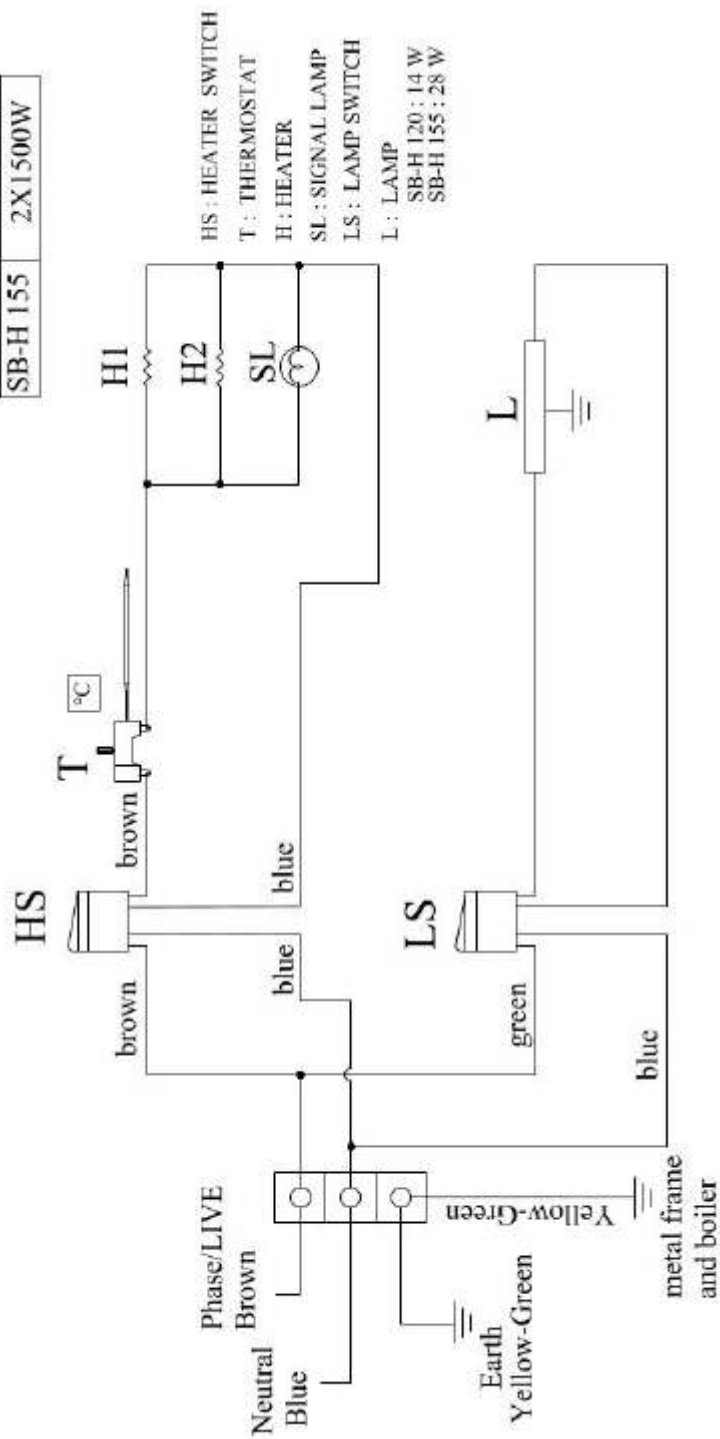 SB-H 155 2X1500W
HS : HEATER SWITCH
T : THERMOSTAT
H : HEATER
SL : SIGNAL LAMP
LS : LAMP SWITCH
L : LAMP
SB-H 120 : 14 W
SB-H 155 : 28 W
HS
T
°C
H1
H2
SL
brown
brown
blue
blue
Phase/LIVE
Brown
Neutral
Blue
Earth
Yellow-Green
Yellow-Green
metal frame
and boiler
LS
L
green
blue